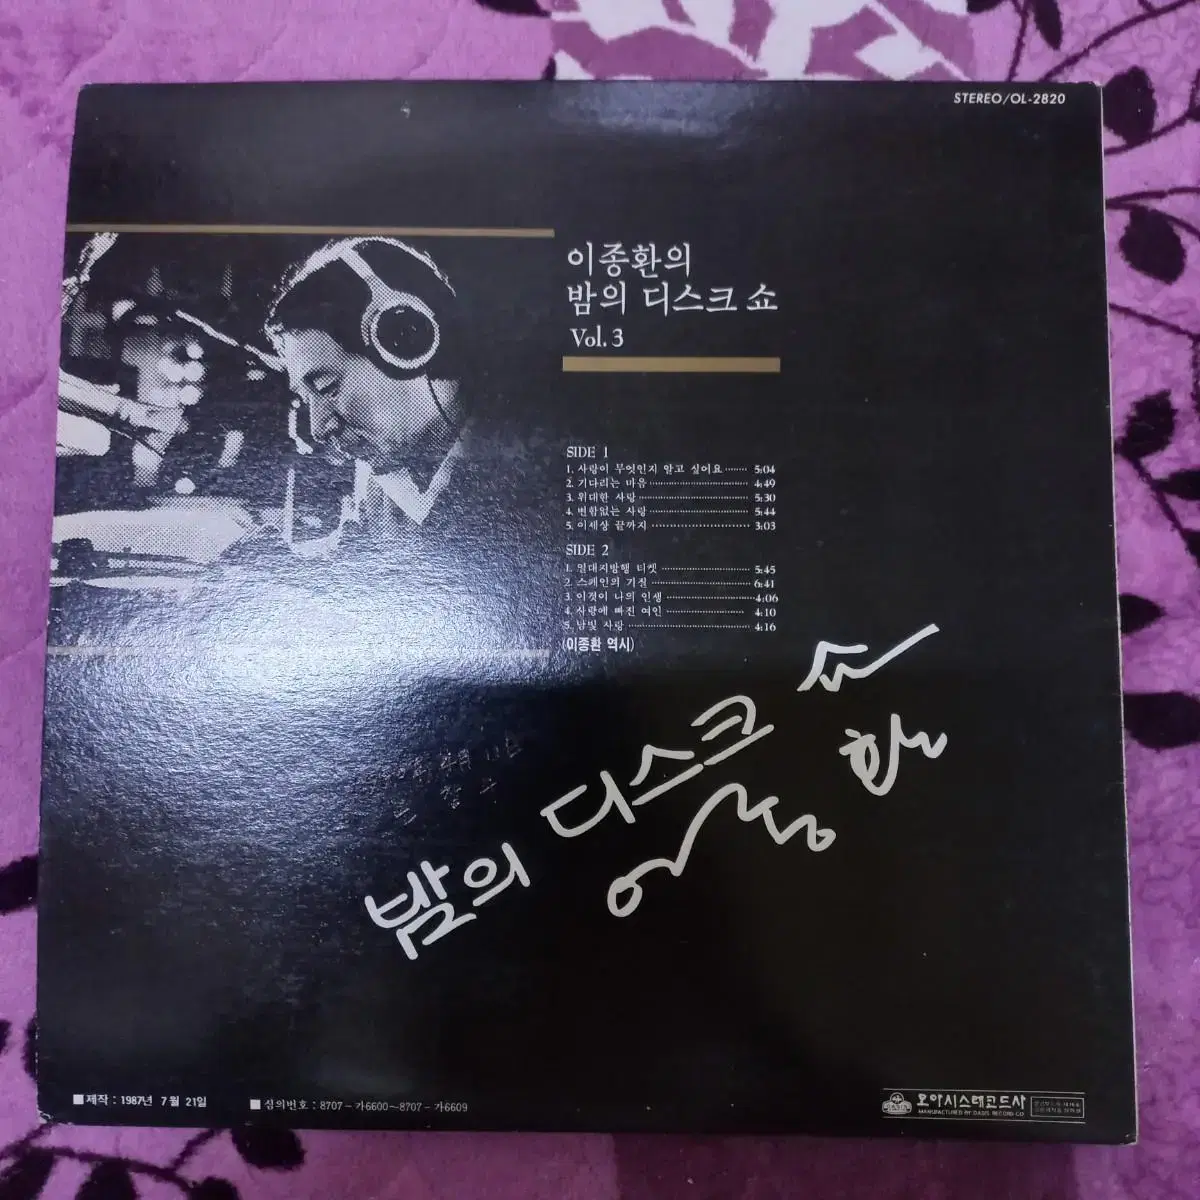 STEREO/OL-2820
이종환의
밤의 디스크 쇼
Vol. 3
SIDE 1
1. 사랑이 무엇인지 알고 싶어요 5:04
2. 기다리는 마음 4:49
3. 위대한 사랑 5:30
4. 변함없는 사랑 5:44
5. 이세상 끝까지 3:03
SIDE 2
1. 일대지방행 티켓 5:45
2. 스페인의 기질 6:41
3. 이것이 나의 인생 4:06
4. 사랑에 빠진 여인 4:10
5. 남빛 사랑 4:16
(이종환 역시)
밤의 디스크 쇼
이종환
■제작 : 1987년 7월 21일
■심의번호 : 8707-가6600~8707-가6609
오아시스레코드사
MANUFACTURED BY OASIS RECORD CO.